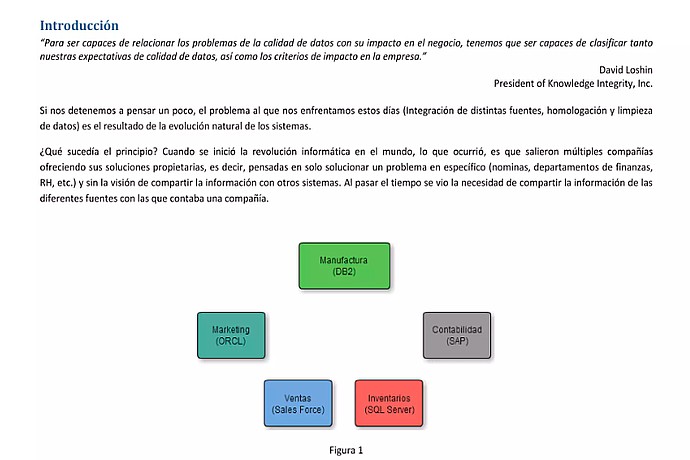 Introducción
“Para ser capaces de relacionar los problemas de la calidad de datos con su impacto en el negocio, tenemos que ser capaces de clasificar tanto
nuestras expectativas de calidad de datos, así como los criterios de impacto en la empresa.”
David Loshin
President of Knowledge Integrity, Inc.
Si nos detenemos a pensar un poco, el problema al que nos enfrentamos estos días (Integración de distintas fuentes, homologación y limpieza
de datos) es el resultado de la evolución natural de los sistemas.
¿Qué sucedía el principio? Cuando se inició la revolución informática en el mundo, lo que ocurrió, es que salieron múltiples compañías
ofreciendo sus soluciones propietarias, es decir, pensadas en solo solucionar un problema en específico (nominas, departamentos de finanzas,
RH, etc.) y sin la visión de compartir la información con otros sistemas. Al pasar el tiempo se vio la necesidad de compartir la información de las
diferentes fuentes con las que contaba una compañía.
Manufactura
(DB2)
Marketing
(ORCL)
Contabilidad
(SAP)
Ventas
(Sales Force)
Inventarios
(SQL Server)
Figura 1